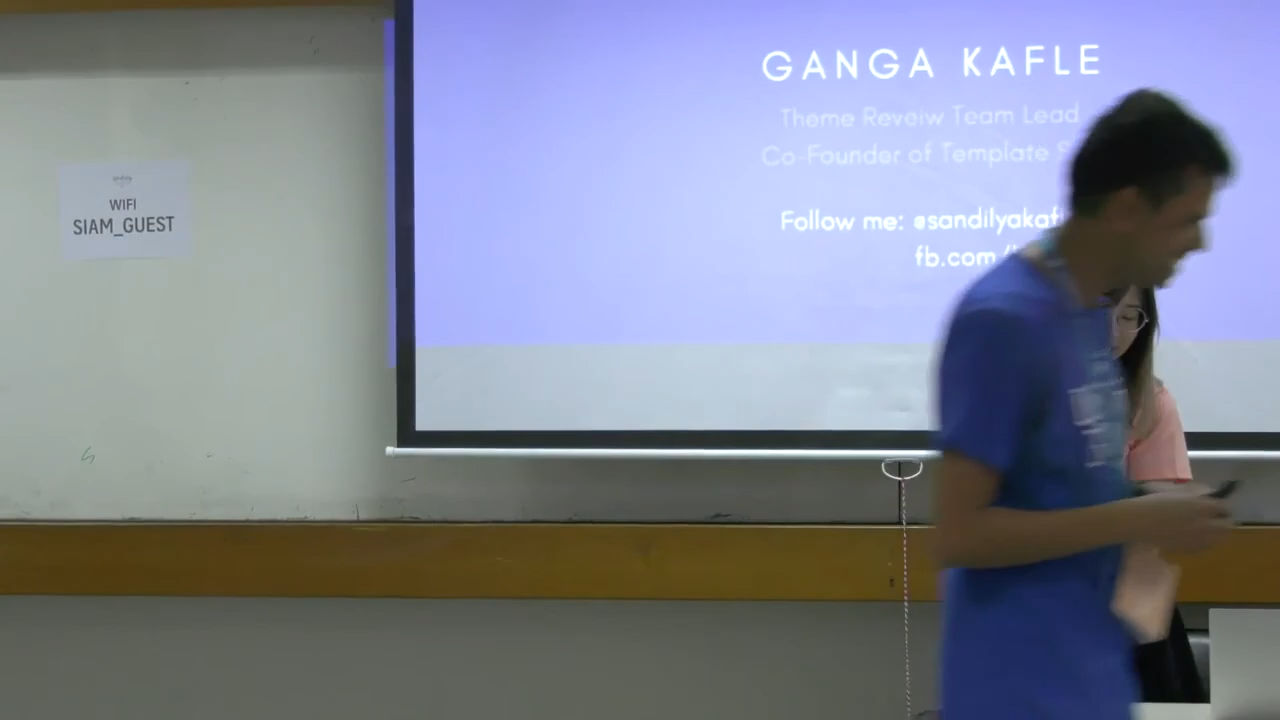 WIFI
SIAM_GUEST
GANGA KAFLE
Theme Reveiw Team Lead
Co-Founder of Template
Follow me:
fb.com/